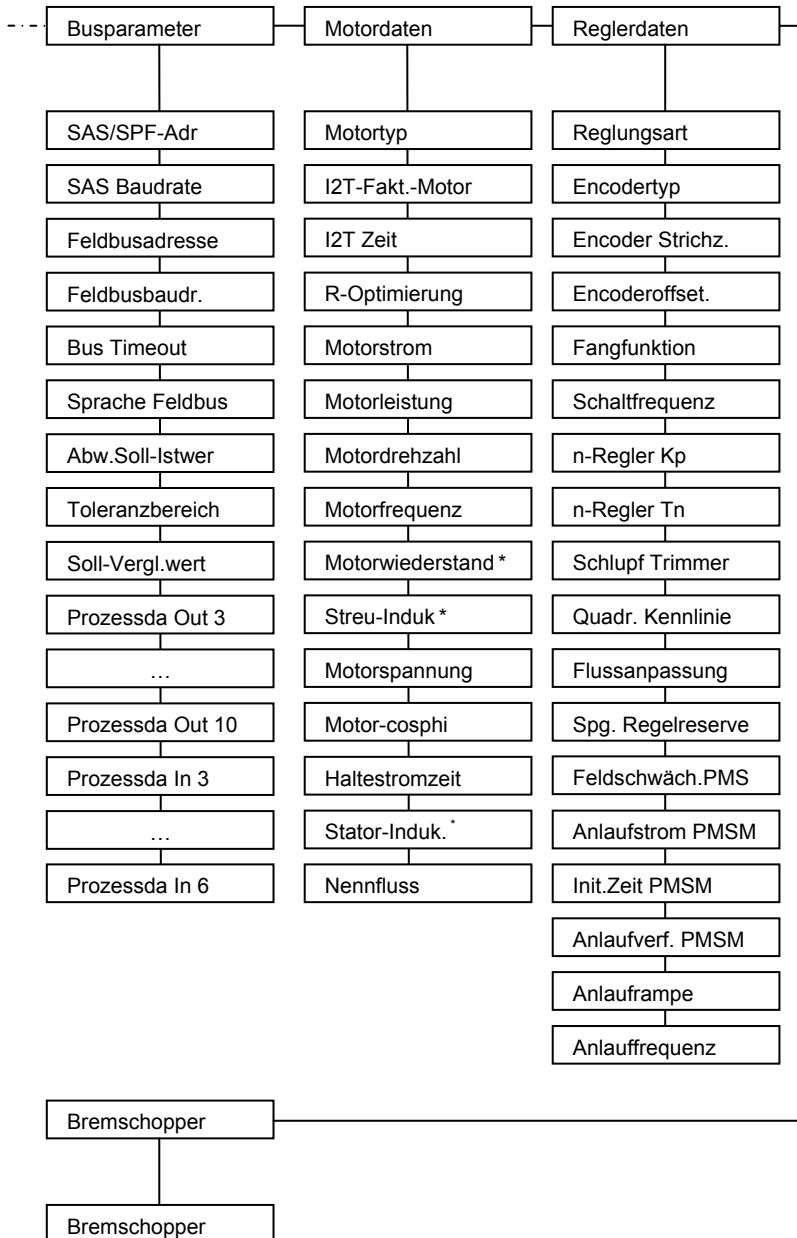 Busparameter
SAS/SPF-Adr
SAS Baudrate
Feldbusadresse
Feldbusbaudr.
Bus Timeout
Sprache Feldbus
Abw.Soll-Istwer
Toleranzbereich
Soll-Vergl.wert
Prozessda Out 3
…
Prozessda Out 10
Prozessda In 3
…
Prozessda In 6
Motordaten
Motortyp
I2T-Fakt.-Motor
I2T Zeit
R-Optimierung
Motorstrom
Motorleistung
Motordrehzahl
Motorfrequenz
Motorwiederstand *
Streu-Induk *
Motorspannung
Motor-cosphi
Haltestromzeit
Stator-Induk. *
Nennfluss
Reglerdaten
Reglungsart
Encodertyp
Encoder Strichz.
Encoderoffset.
Fangfunktion
Schaltfrequenz
n-Regler Kp
n-Regler Tn
Schlupf Trimmer
Quadr. Kennlinie
Flussanpassung
Spg. Regelreserve
Feldschwäch.PMS
Anlaufstrom PMSM
Init.Zeit PMSM
Anlaufverf. PMSM
Anlauframpe
Anlauffrequenz
Bremschopper
Bremschopper